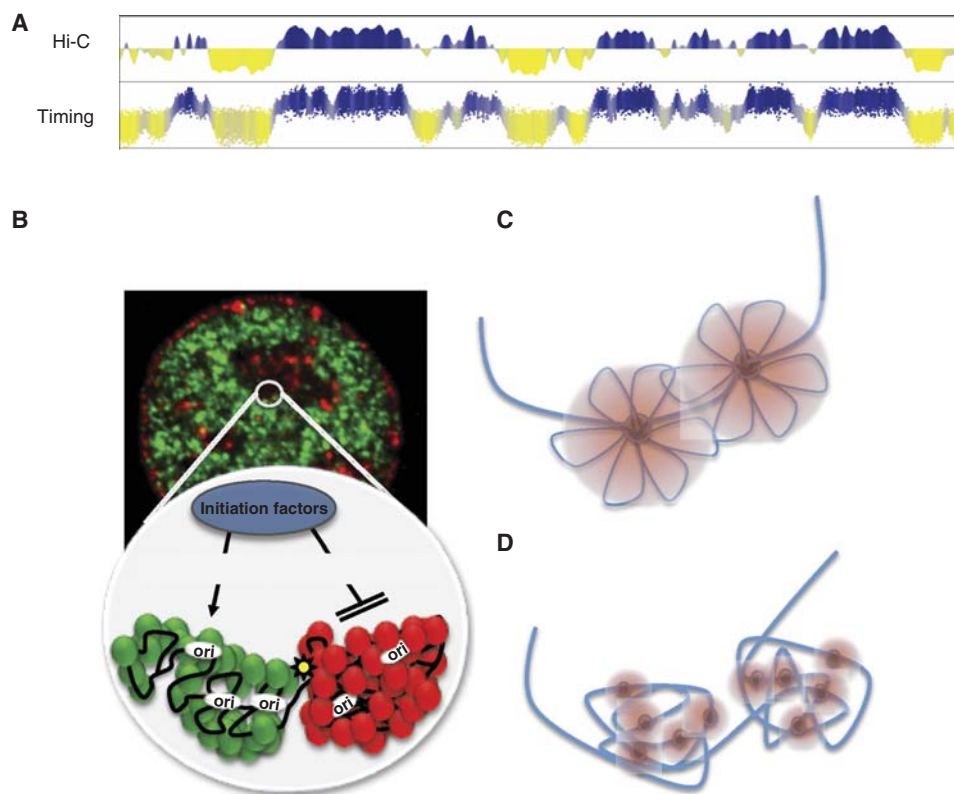 A
Hi-C
Timing
B
C
Initiation factors
D
ori
ori
ori
ori
ori